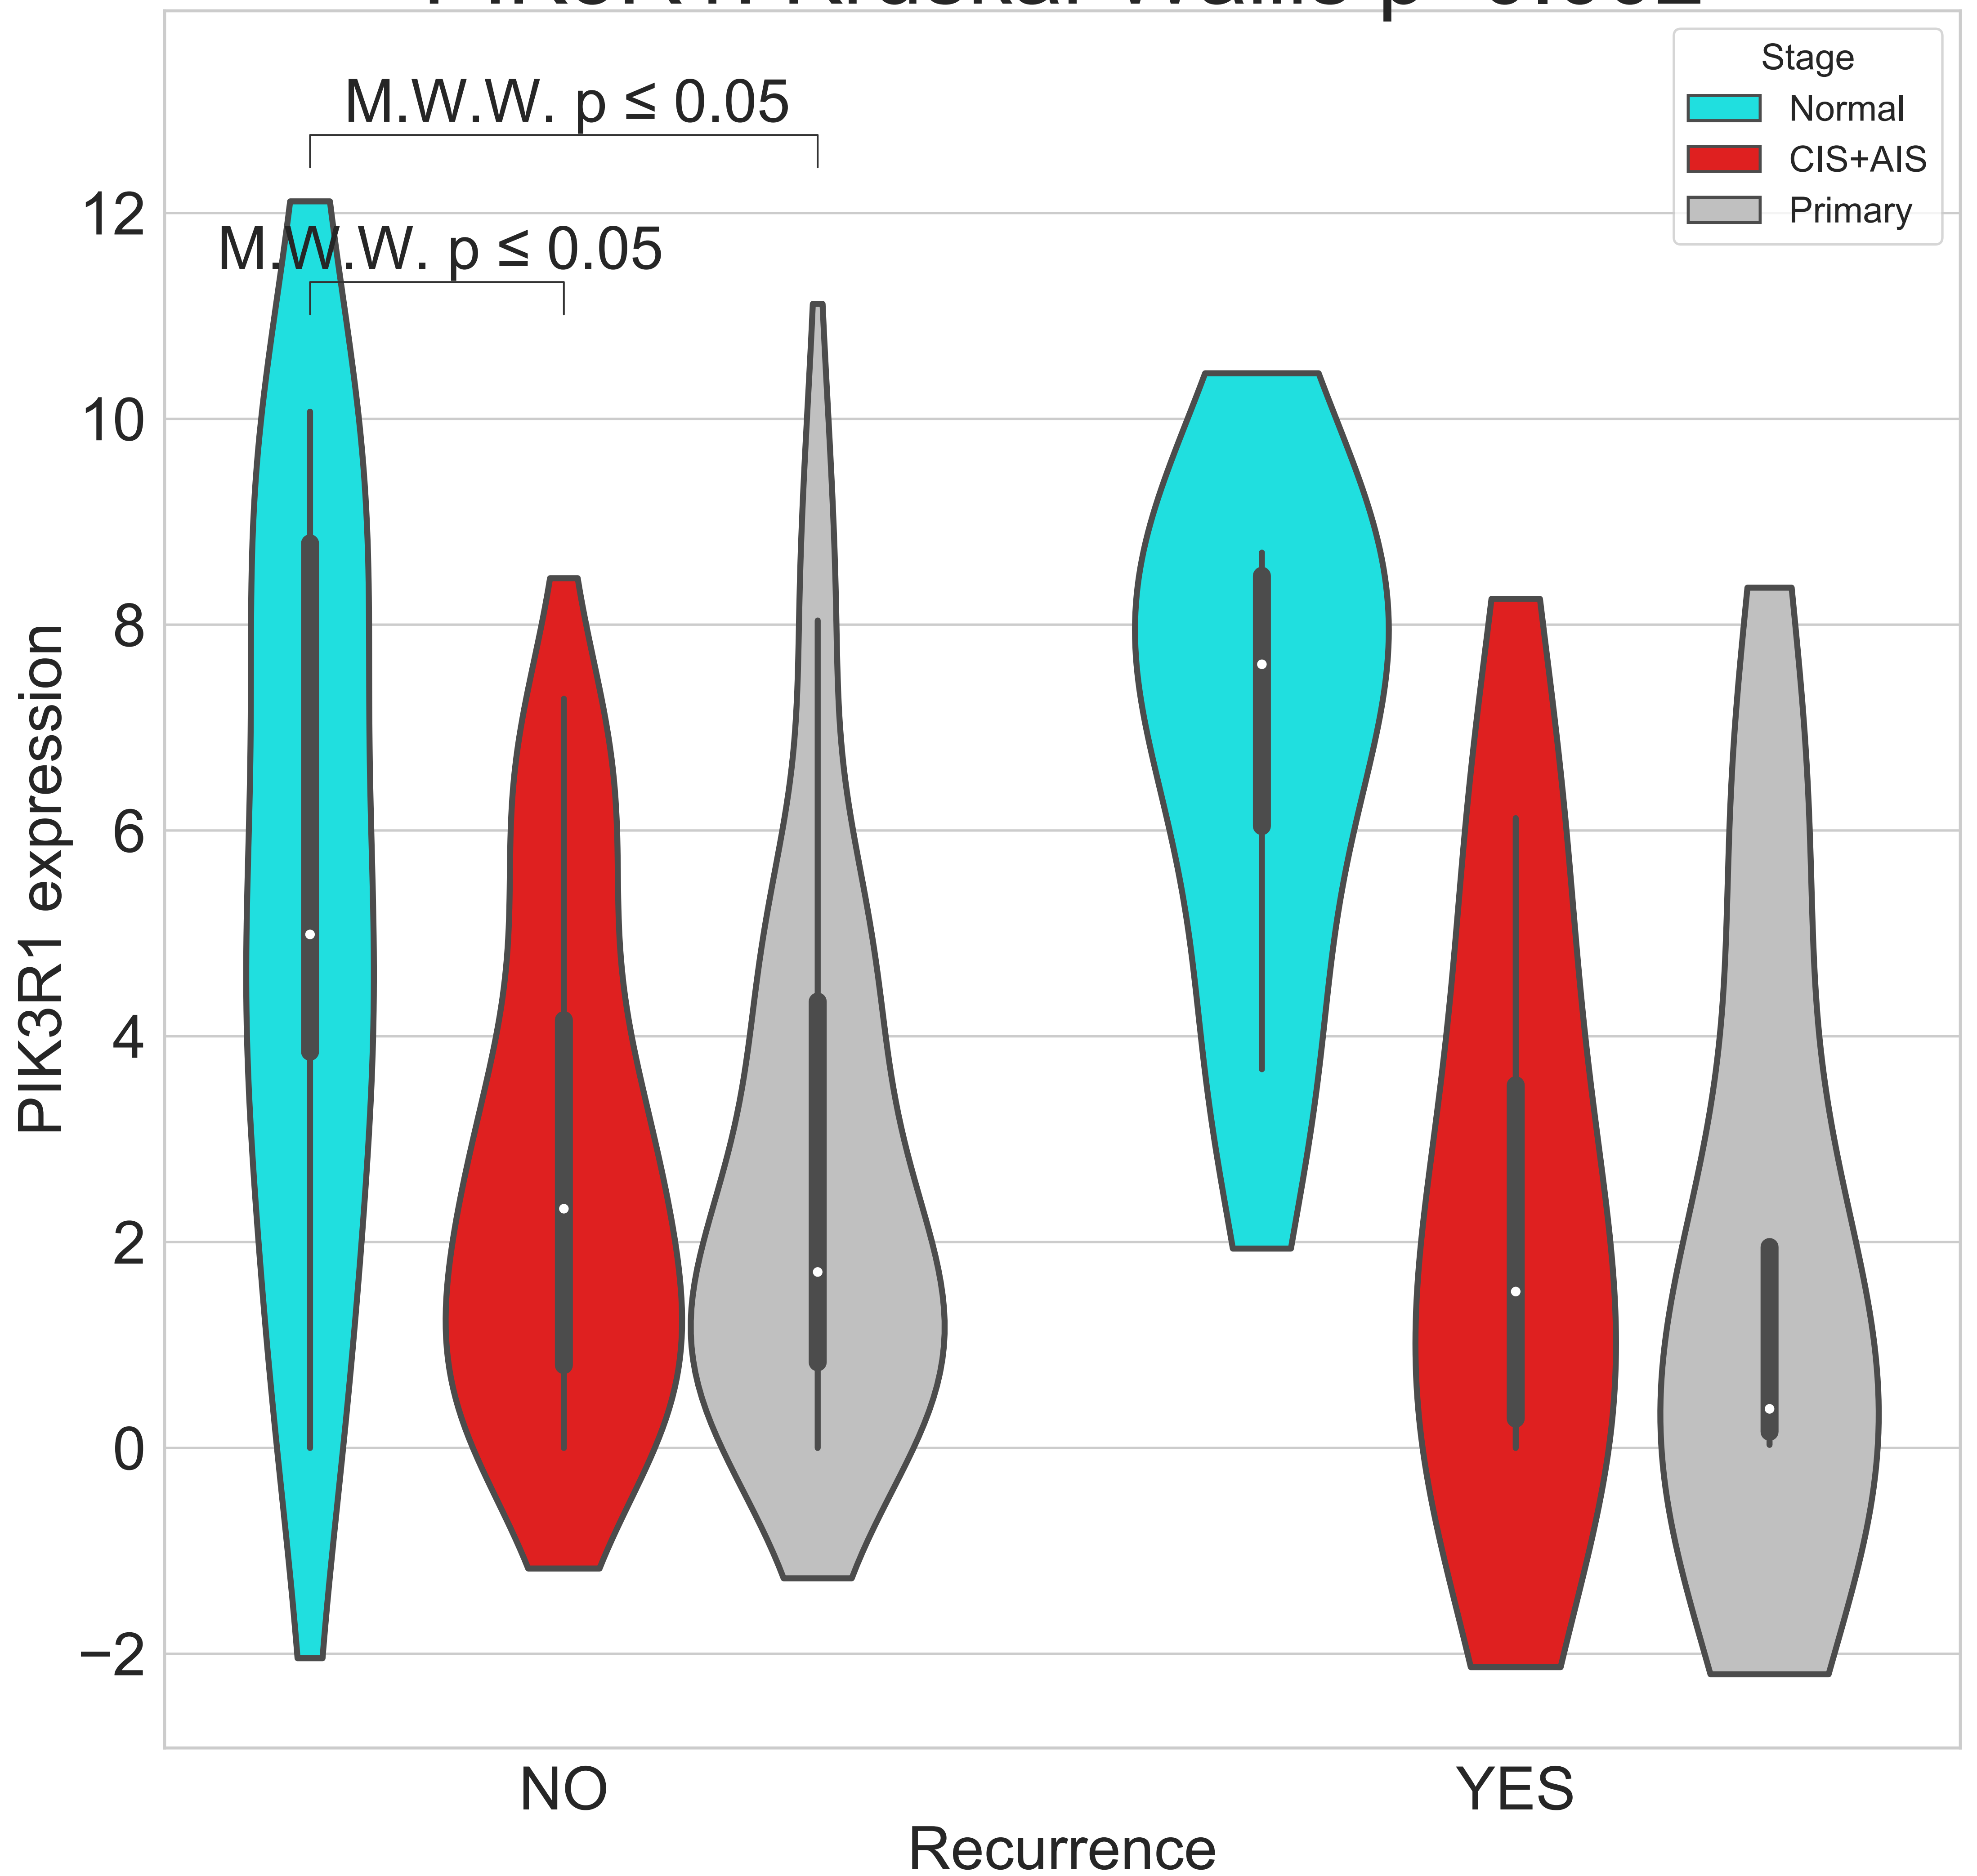 Stage
Normal
CIS+AIS
Primary
M.W.W. p ≤ 0.05
M.W.W. p ≤ 0.05
12
10
8
6
4
2
0
−2
PIK3R1 expression
NO
YES
Recurrence